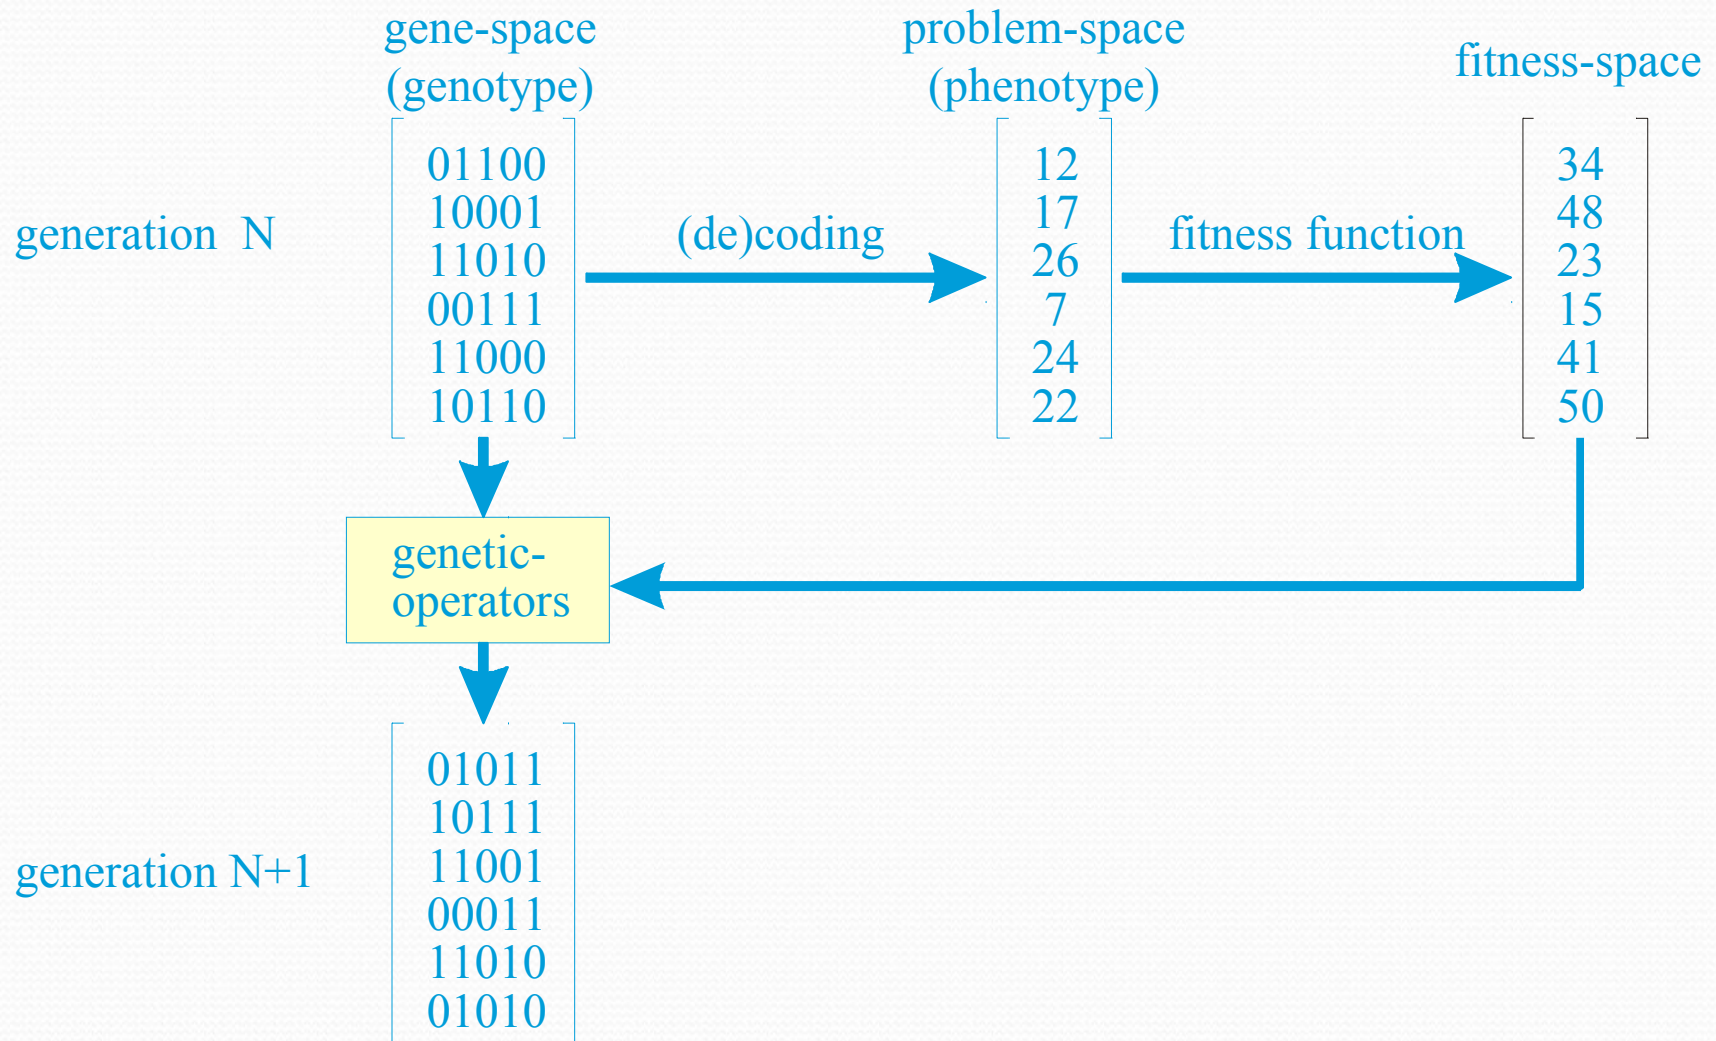 gene-space
(genotype)
problem-space
(phenotype)
fitness-space
generation N
01100
10001
11010
00111
11000
10110
(de)coding
12
17
26
7
24
22
fitness function
34
48
23
15
41
50
genetic-
operators
generation N+1
01011
10111
11001
00011
11010
01010